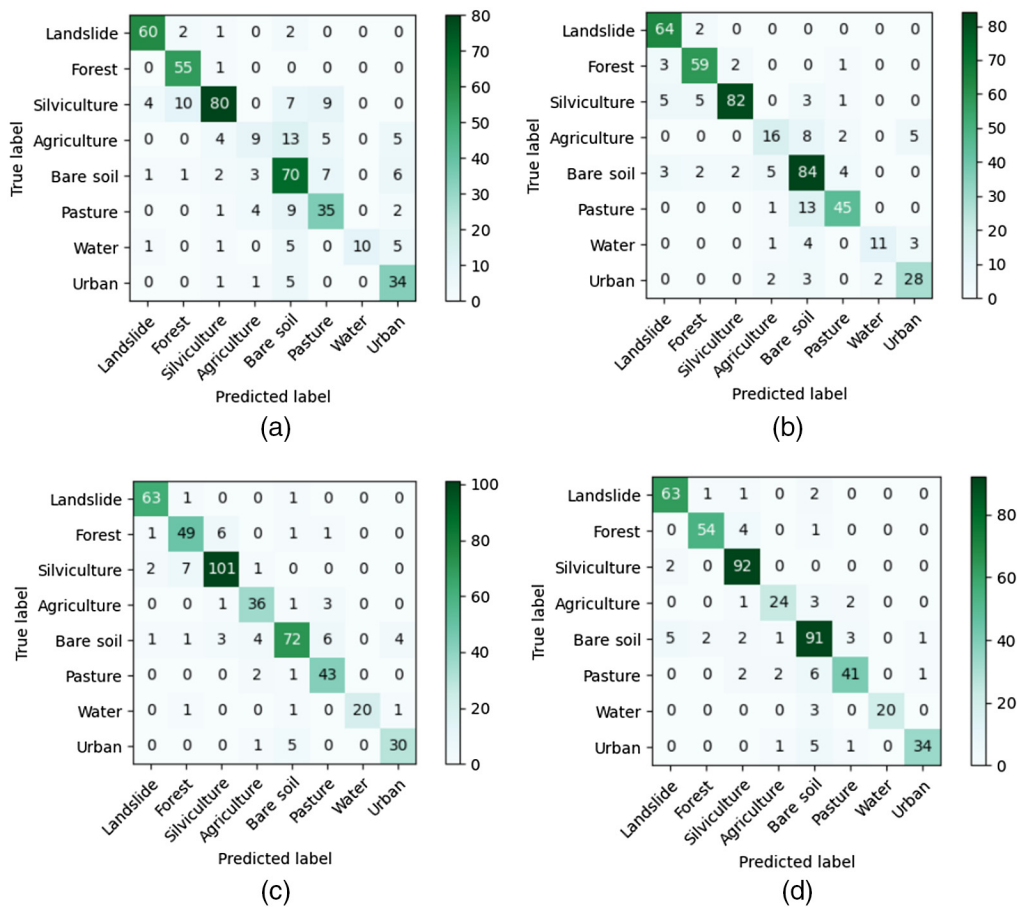 Landslide 60 2 1 0 2 0 0 0
Forest 0 55 1 0 0 0 0 0
Silviculture 4 10 80 0 7 9 0 0
Agriculture 0 0 4 9 13 5 0 5
Bare soil 1 1 2 3 70 7 0 6
Pasture 0 0 1 4 9 35 0 2
Water 1 0 1 0 5 0 10 5
Urban 0 0 1 1 5 0 0 34
True label
Landslide Forest Silviculture Agriculture Bare soil Pasture Water Urban
Predicted label
80
70
60
50
40
30
20
10
0
(a)
Landslide 64 2 0 0 0 0 0 0
Forest 3 59 2 0 0 1 0 0
Silviculture 5 5 82 0 3 1 0 0
Agriculture 0 0 0 16 8 2 0 5
Bare soil 3 2 2 5 84 4 0 0
Pasture 0 0 0 1 13 45 0 0
Water 0 0 0 1 4 0 11 3
Urban 0 0 0 2 3 0 2 28
True label
Landslide Forest Silviculture Agriculture Bare soil Pasture Water Urban
Predicted label
80
70
60
50
40
30
20
10
0
(b)
Landslide 63 1 0 0 1 0 0 0
Forest 1 49 6 0 1 1 0 0
Silviculture 2 7 101 1 0 0 0 0
Agriculture 0 0 1 36 1 3 0 0
Bare soil 1 1 3 4 72 6 0 4
Pasture 0 0 0 2 1 43 0 0
Water 0 1 0 0 1 0 20 1
Urban 0 0 0 1 5 0 0 30
True label
Landslide Forest Silviculture Agriculture Bare soil Pasture Water Urban
Predicted label
100
80
60
40
20
0
(c)
Landslide 63 1 1 0 2 0 0 0
Forest 0 54 4 0 1 0 0 0
Silviculture 2 0 92 0 0 0 0 0
Agriculture 0 0 1 24 3 2 0 0
Bare soil 5 2 2 1 91 3 0 1
Pasture 0 0 2 2 6 41 0 1
Water 0 0 0 0 3 0 20 0
Urban 0 0 0 1 5 1 0 34
True label
Landslide Forest Silviculture Agriculture Bare soil Pasture Water Urban
Predicted label
80
60
40
20
0
(d)